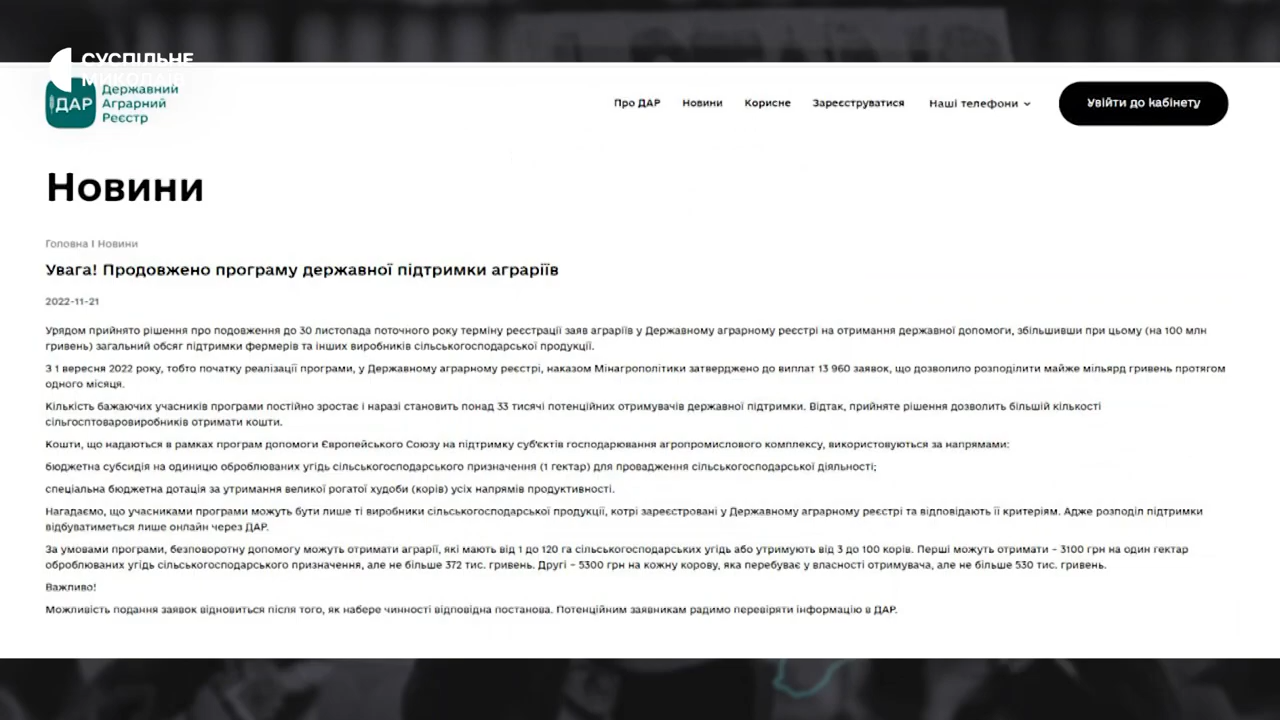 СУСПІЛЬНЕ
МИКОЛАЇВ
ДАР
Державний
Аграрний
Реєстр
Про ДАР Новини Корисне Зареєструватися Наші телефони Увійти до кабінету
Новини
Головна | Новини
Увага! Продовжено програму державної підтримки аграріїв
2022-11-21
Урядом прийнято рішення про подовження до 30 листопада поточного року терміну реєстрації заяв аграріїв у Державному аграрному реєстрі на отримання державної допомоги, збільшивши при цьому (на 100 млн
гривень) загальний обсяг підтримки фермерів та інших виробників сільськогосподарської продукції.
З 1 вересня 2022 року, тобто початку реалізації програми, у Державному аграрному реєстрі, наказом Мінагрополітики затверджено до виплат 13 960 заявок, що дозволило розподілити майже мільярд гривень протягом
одного місяця.
Кількість бажаючих учасників програми постійно зростає і наразі становить понад 33 тисячі потенційних отримувачів державної підтримки. Відтак, прийняте рішення дозволить більшій кількості
сільгосптоваровиробників отримати кошти.
Кошти, що надаються в рамках програм допомоги Європейського Союзу на підтримку суб'єктів господарювання агропромислового комплексу, використовуються за напрямами:
бюджетна субсидія на одиницю оброблюваних угідь сільськогосподарського призначення (1 гектар) для провадження сільськогосподарської діяльності;
спеціальна бюджетна дотація за утримання великої рогатої худоби (корів) усіх напрямів продуктивності.
Нагадаємо, що учасниками програми можуть бути лише ті виробники сільськогосподарської продукції, котрі зареєстровані у Державному аграрному реєстрі та відповідають її критеріям. Адже розподіл підтримки
відбуватиметься лише онлайн через ДАР.
За умовами програми, безповоротну допомогу можуть отримати аграрії, які мають від 1 до 120 га сільськогосподарських угідь або утримують від 3 до 100 корів. Перші можуть отримати – 3100 грн на один гектар
оброблюваних угідь сільськогосподарського призначення, але не більше 372 тис. гривень. Другі – 5300 грн на кожну корову, яка перебуває у власності отримувача, але не більше 530 тис. гривень.
Важливо!
Можливість подання заявок відновиться після того, як набере чинності відповідна постанова. Потенційним заявникам радимо перевіряти інформацію в ДАР.